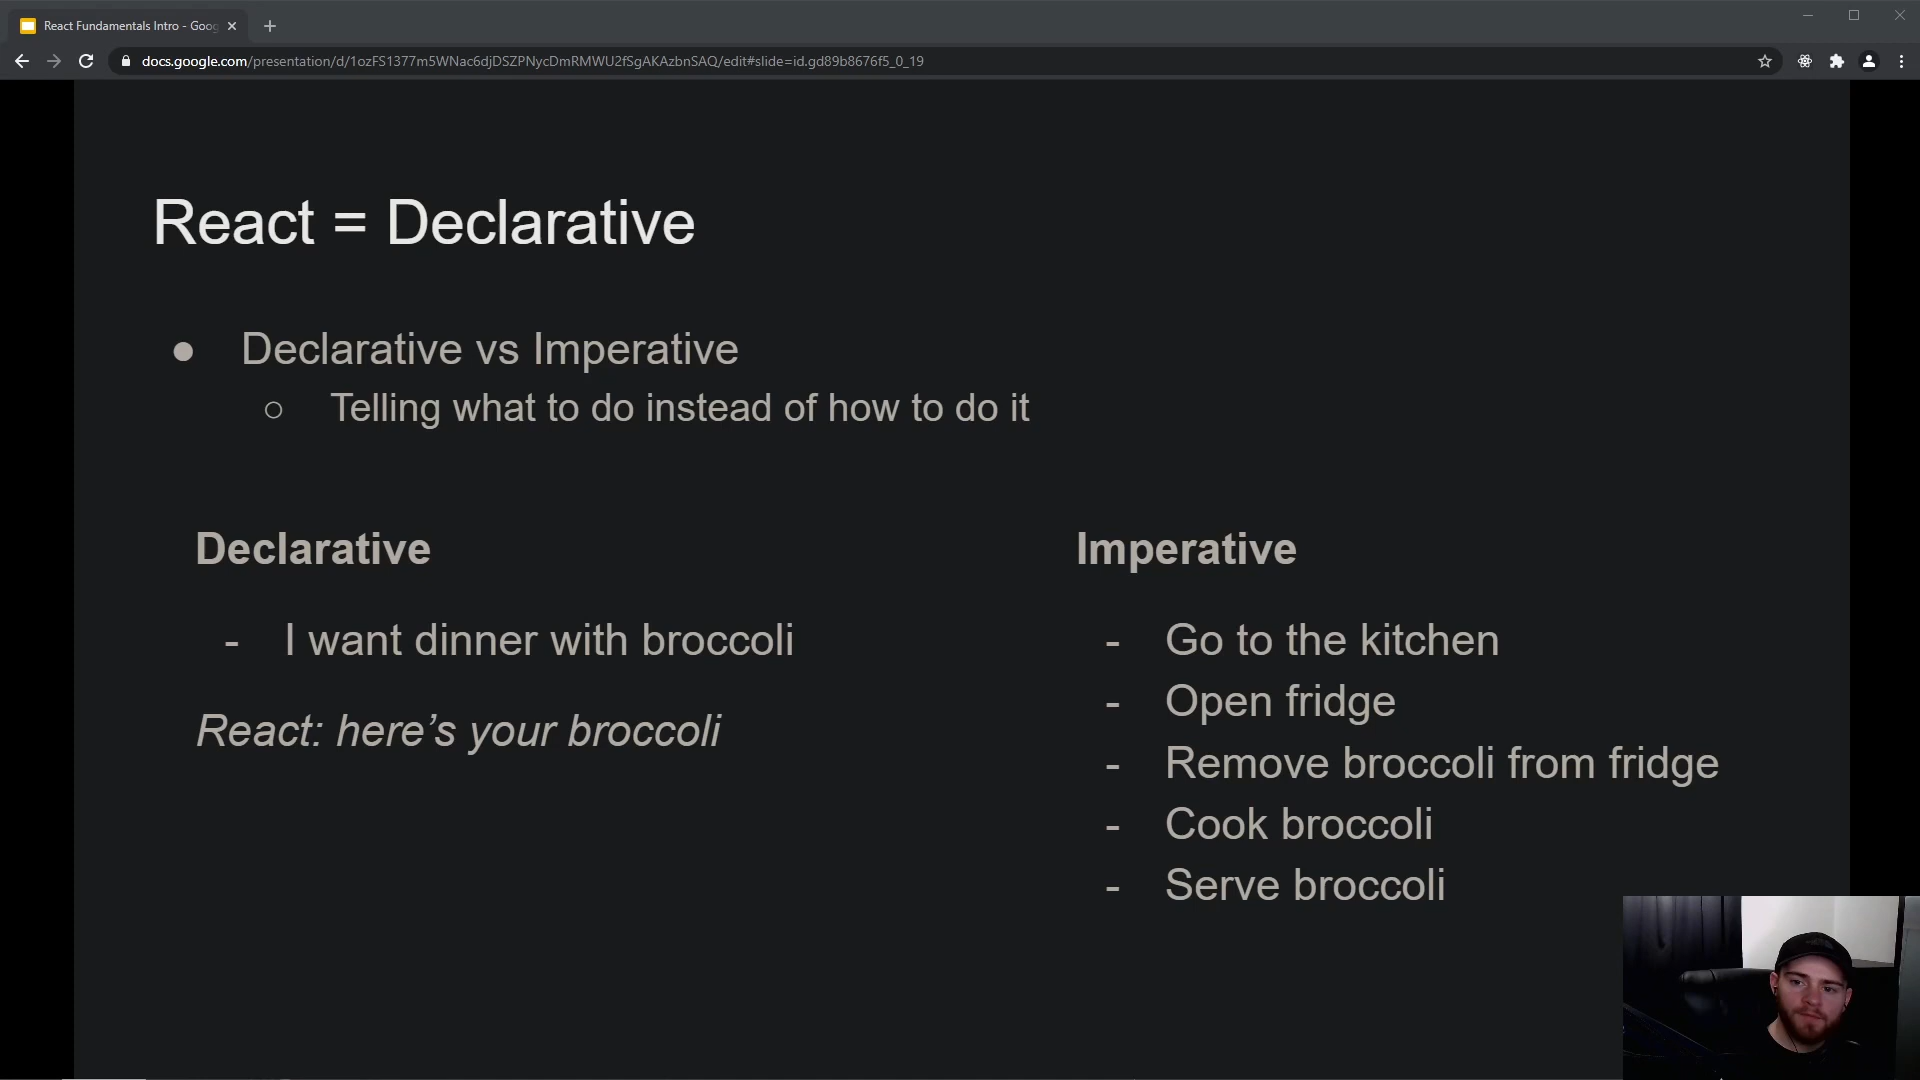 React Fundamentals Intro - Goog
docs.google.com/presentation/d/1ozFS1377m5WNac6djDSZPNycDmRMWU2fSgAKAzbnSAQ/edit#slide=id.gd89b8676f5_0_19
React = Declarative
● Declarative vs Imperative
○ Telling what to do instead of how to do it
Declarative
- I want dinner with broccoli
React: here’s your broccoli
Imperative
- Go to the kitchen
- Open fridge
- Remove broccoli from fridge
- Cook broccoli
- Serve broccoli